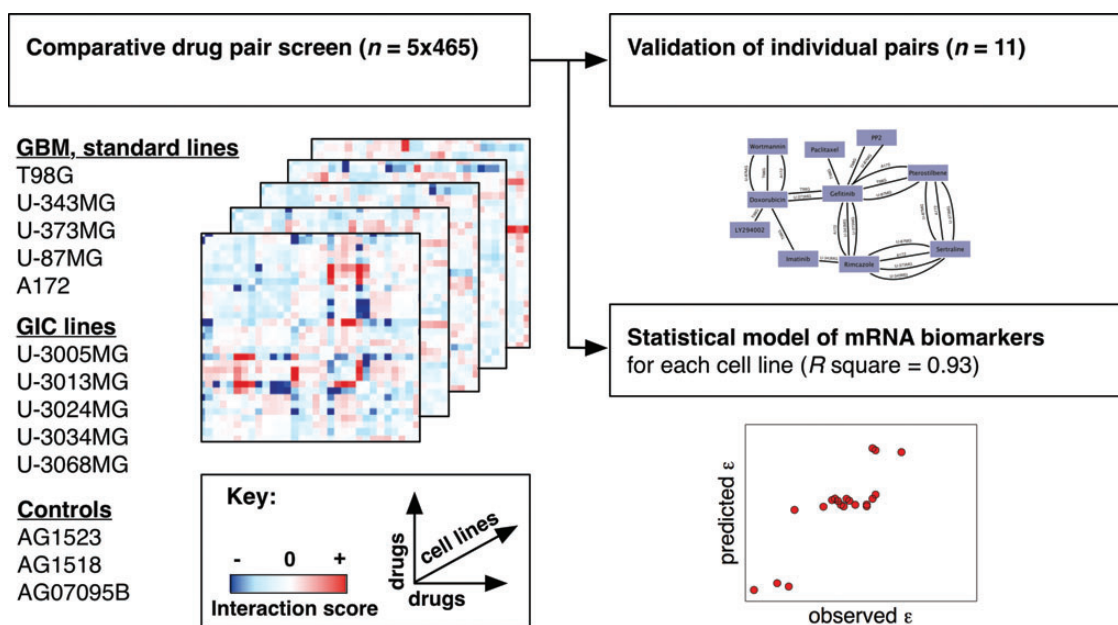 Comparative drug pair screen (n = 5x465)
Validation of individual pairs (n = 11)
GBM, standard lines
T98G
U-343MG
U-373MG
U-87MG
A172
GIC lines
U-3005MG
U-3013MG
U-3024MG
U-3034MG
U-3068MG
Controls
AG1523
AG1518
AG07095B
Key:
- 0 +
Interaction score
drugs
cell lines
drugs
Wortmannin
Paclitaxel
PP2
Pterostilbene
Doxorubicin
Gefitinib
LY294002
Imatinib
Rimcazole
Sertraline
Statistical model of mRNA biomarkers
for each cell line (R square = 0.93)
predicted ε
observed ε